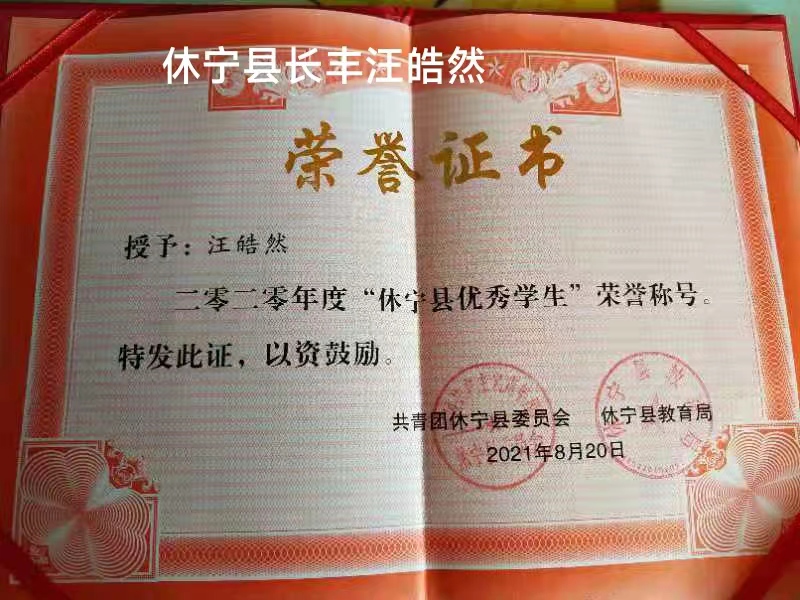 休宁县长丰汪皓然
荣誉证书
授予：汪皓然
二零二零年度“休宁县优秀学生”荣誉称号。
特发此证，以资鼓励。
共青团休宁县委员会 休宁县教育局
2021年8月20日